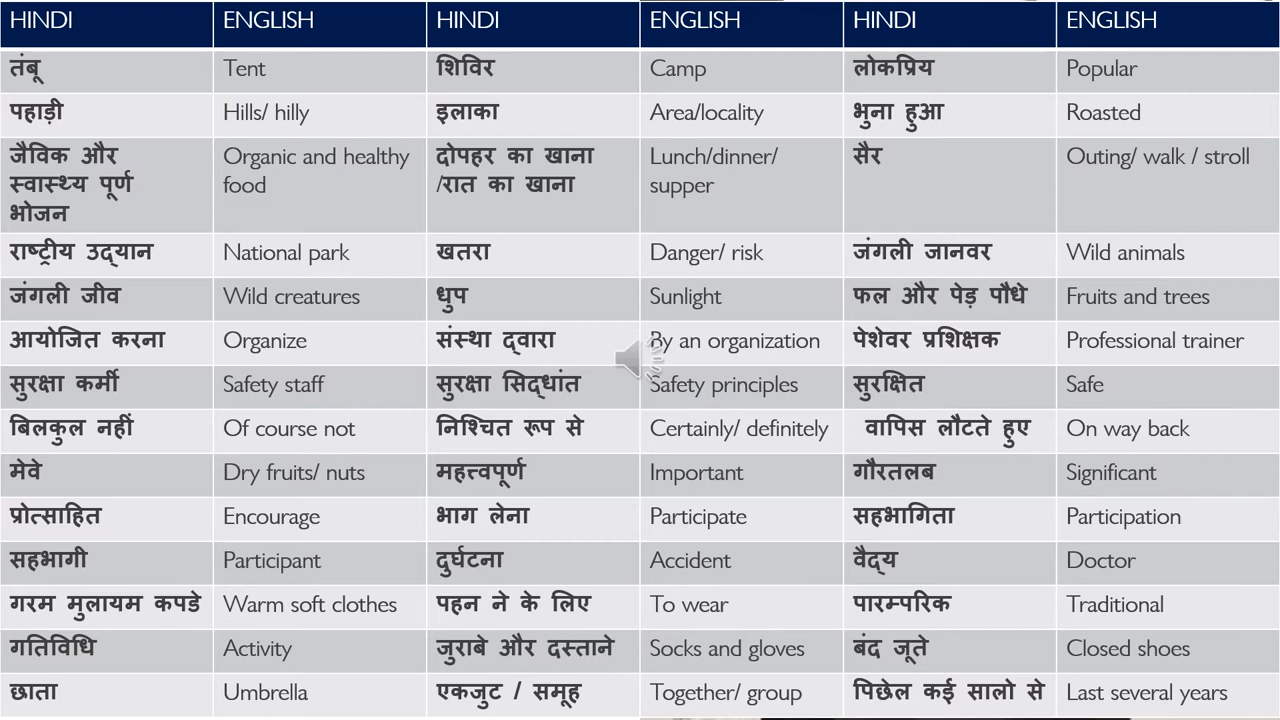 HINDI ENGLISH HINDI ENGLISH HINDI ENGLISH
तंबू Tent शिविर Camp लोकप्रिय Popular
पहाड़ी Hills/ hilly इलाका Area/locality भुना हुआ Roasted
जैविक और Organic and healthy दोपहर का खाना Lunch/dinner/ सैर Outing/ walk / stroll
स्वास्थ्य पूर्ण food /रात का खाना supper
भोजन
राष्ट्रीय उद्यान National park खतरा Danger/ risk जंगली जानवर Wild animals
जंगली जीव Wild creatures धुप Sunlight फल और पेड़ पौधे Fruits and trees
आयोजित करना Organize संस्था द्वारा By an organization पेशेवर प्रशिक्षक Professional trainer
सुरक्षा कर्मी Safety staff सुरक्षा सिद्धांत Safety principles सुरक्षित Safe
बिलकुल नहीं Of course not निश्चित रूप से Certainly/ definitely वापिस लौटते हुए On way back
मेवे Dry fruits/ nuts महत्त्वपूर्ण Important गौरतलब Significant
प्रोत्साहित Encourage भाग लेना Participate सहभागिता Participation
सहभागी Participant दुर्घटना Accident वैद्य Doctor
गरम मुलायम कपडे Warm soft clothes पहन ने के लिए To wear पारम्परिक Traditional
गतिविधि Activity जुराबे और दस्ताने Socks and gloves बंद जूते Closed shoes
छाता Umbrella एकजुट / समूह Together/ group पिछेल कई सालो से Last several years